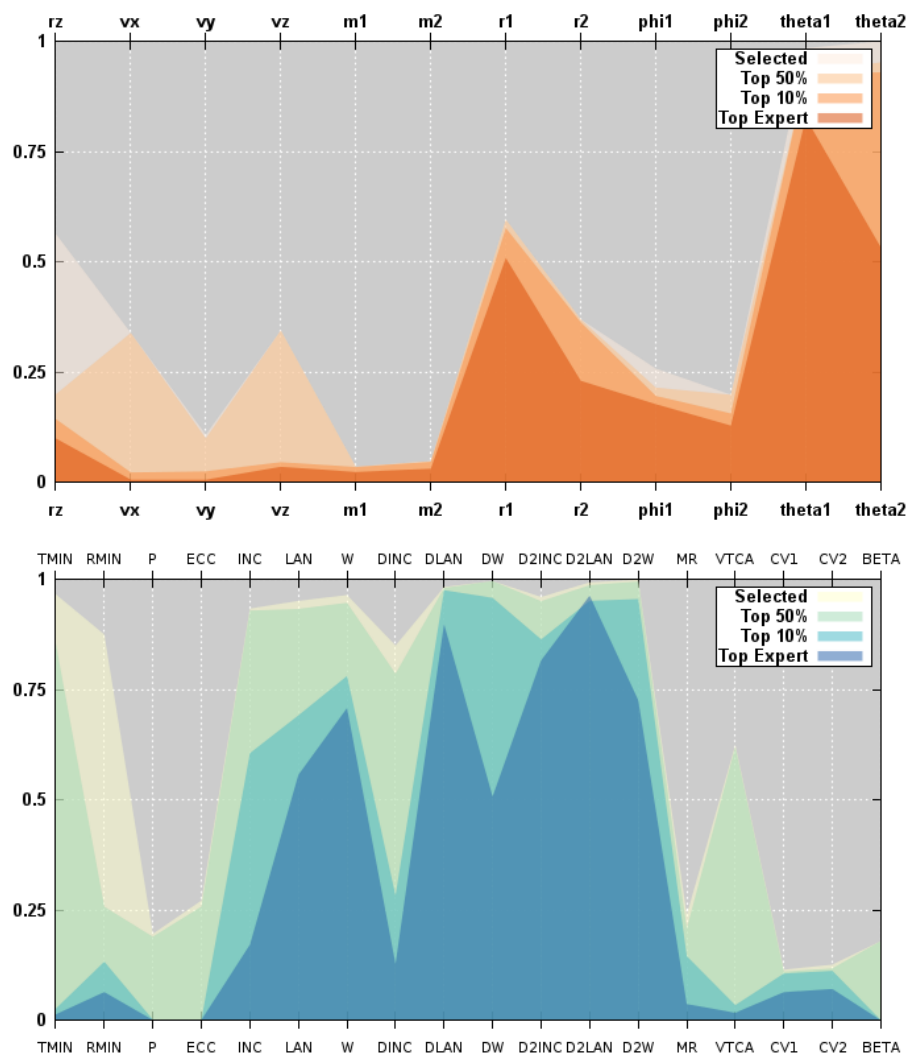 rz vx vy vz m1 m2 r1 r2 phi1 phi2 theta1 theta2
1
Selected
Top 50%
Top 10%
Top Expert
0.75
0.5
0.25
0
rz vx vy vz m1 m2 r1 r2 phi1 phi2 theta1 theta2
TMIN RMIN P ECC INC LAN W DINC DLAN DW D2INC D2LAN D2W MR VTCA CV1 CV2 BETA
1
Selected
Top 50%
Top 10%
Top Expert
0.75
0.5
0.25
0
TMIN RMIN P ECC INC LAN W DINC DLAN DW D2INC D2LAN D2W MR VTCA CV1 CV2 BETA